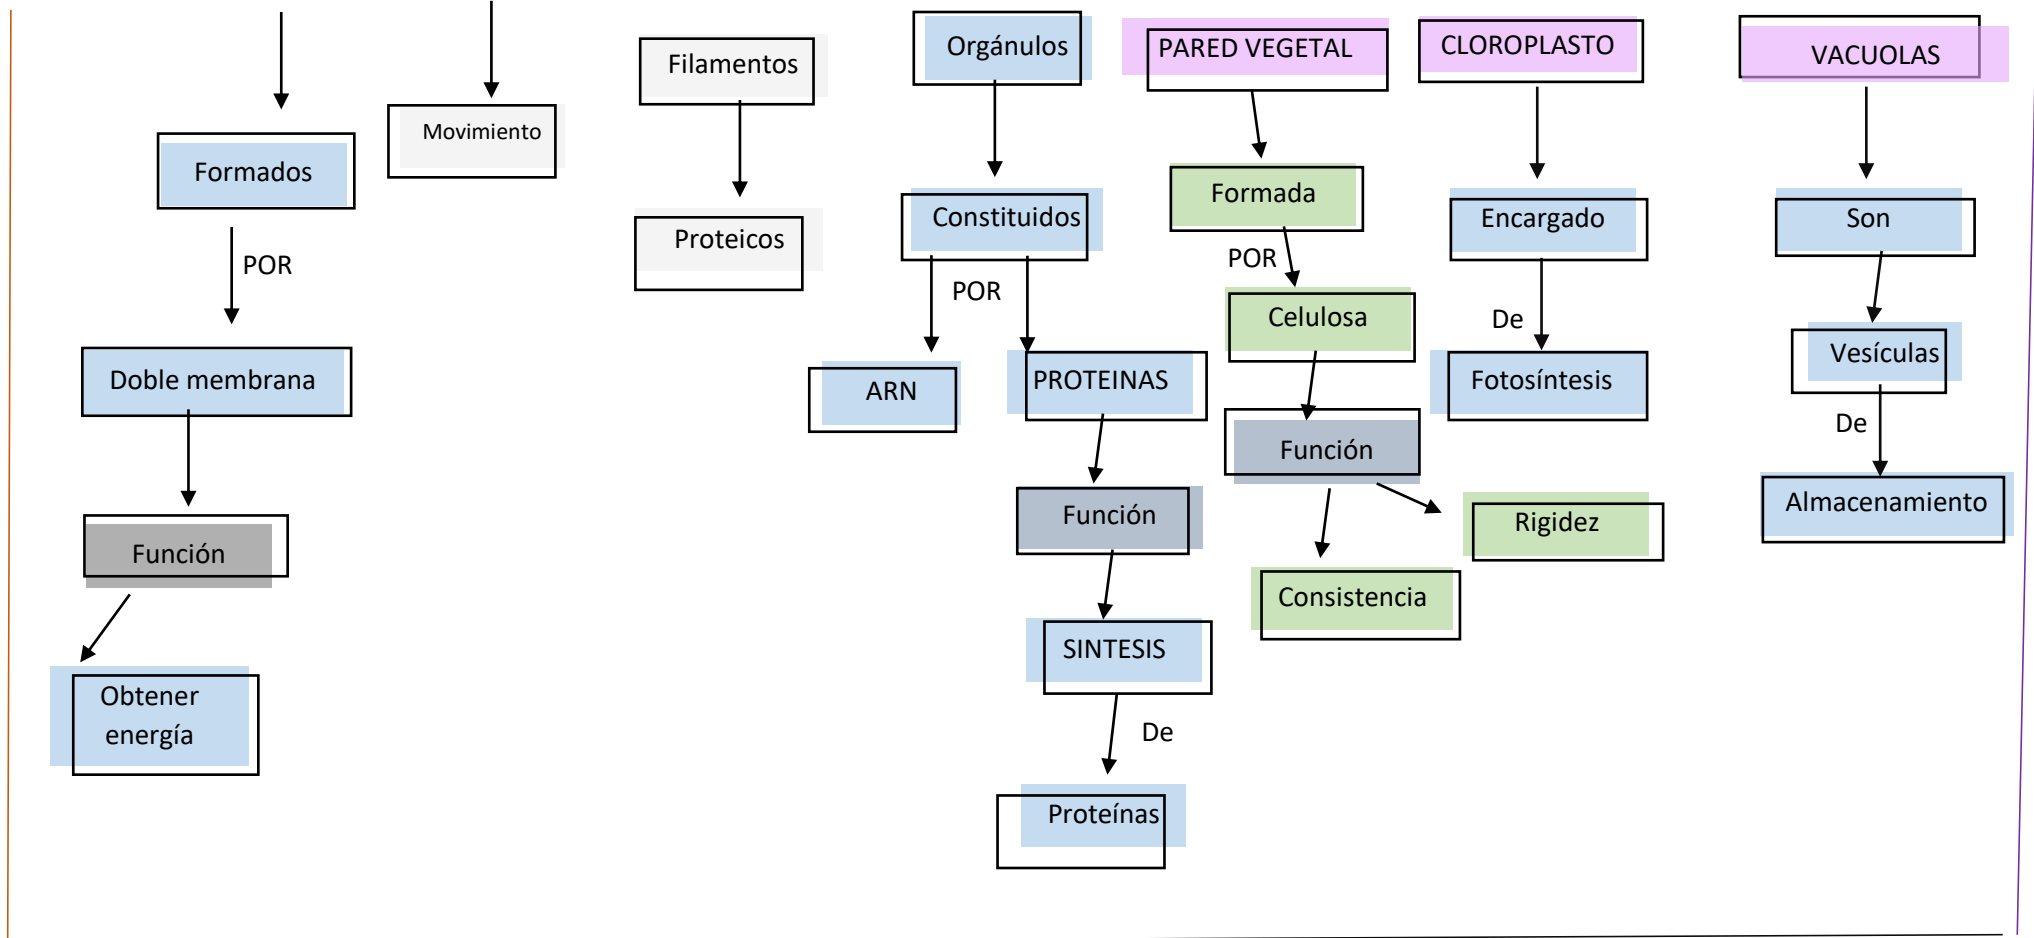 Formados
POR
Doble membrana
Función
Obtener
energía
Movimiento
Filamentos
Proteicos
Orgánulos
Constituidos
POR
ARN
PROTEINAS
Función
SINTESIS
De
Proteínas
PARED VEGETAL
Formada
POR
Celulosa
Función
Rigidez
Consistencia
CLOROPLASTO
Encargado
De
Fotosíntesis
VACUOLAS
Son
Vesículas
De
Almacenamiento